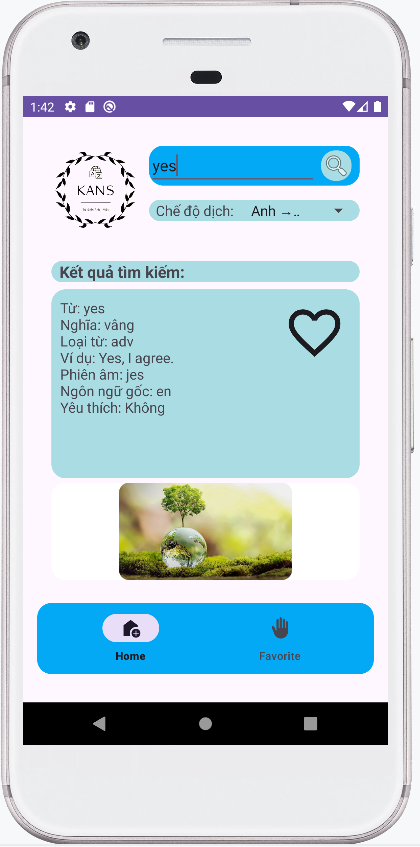 1:42
KANS
yes
Chế độ dịch: Anh →..
Kết quả tìm kiếm:
Từ: yes
Nghĩa: vâng
Loại từ: adv
Ví dụ: Yes, I agree.
Phiên âm: jes
Ngôn ngữ gốc: en
Yêu thích: Không
Home
Favorite